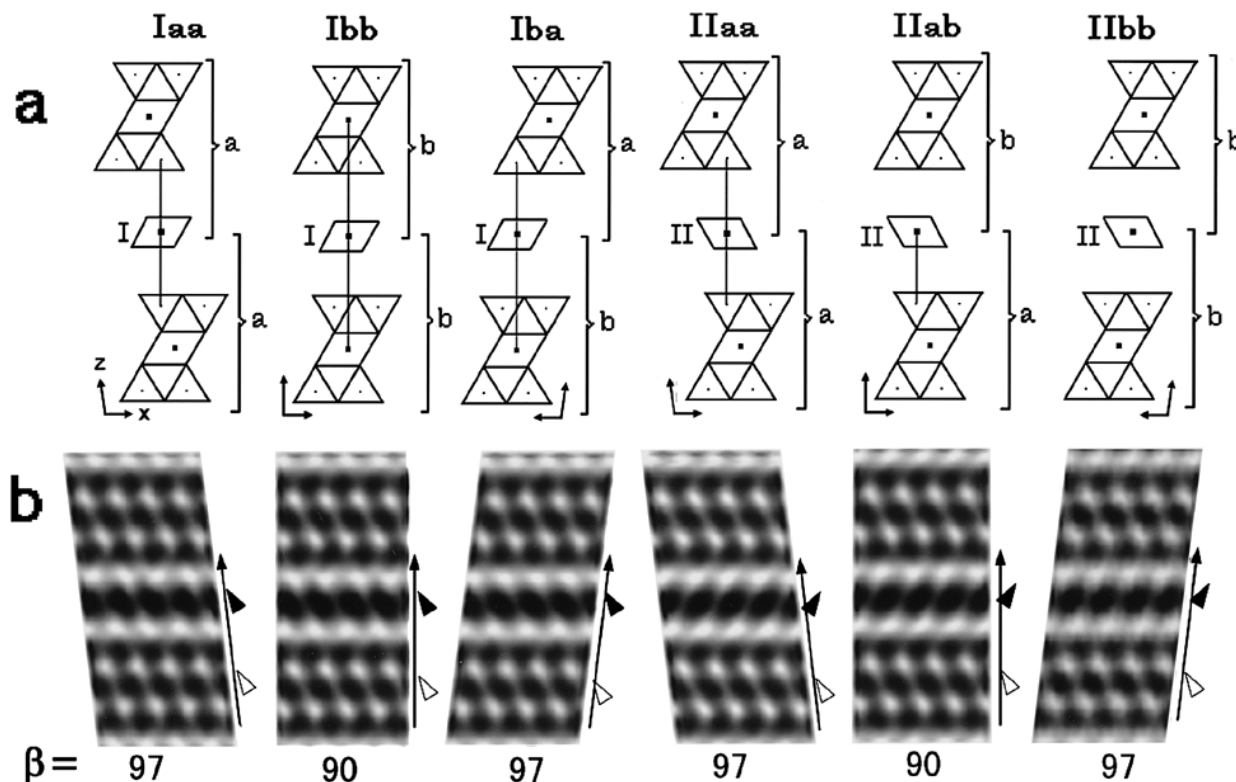 Iaa Ibb Iba IIaa IIab IIbb
a
a b a a b b
I I I II II II
a b b a a b
z
x
b
β= 97 90 97 97 90 97